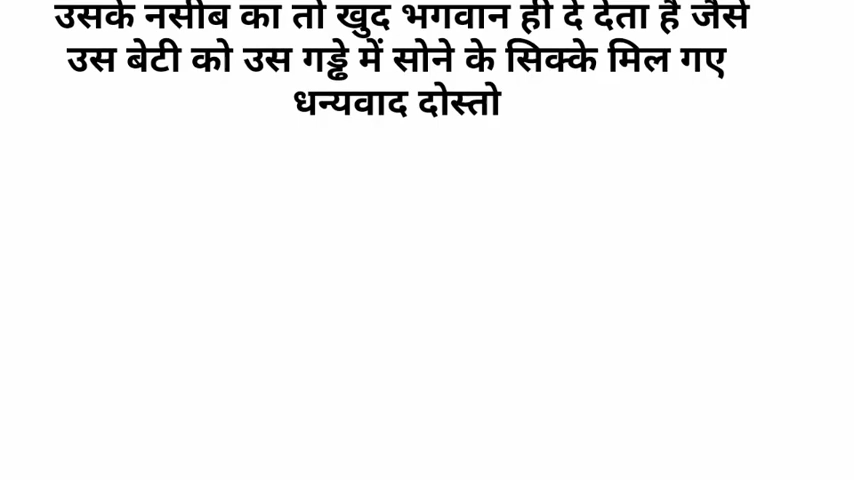 उसके नसीब का तो खुद भगवान ही दे देता है जैसे
उस बेटी को उस गड्ढे में सोने के सिक्के मिल गए
धन्यवाद दोस्तो